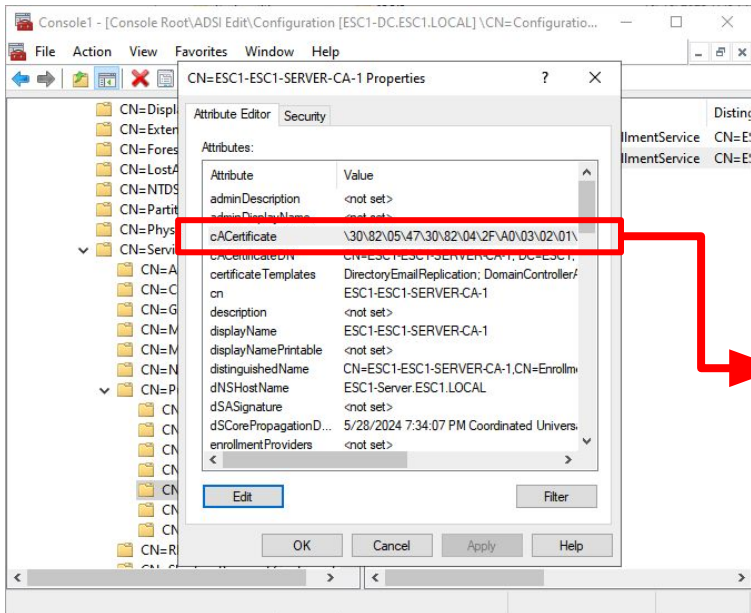 Console1 - [Console Root\ADSI Edit\Configuration [ESC1-DC.ESC1.LOCAL] \CN=Configuratio...
File Action View Favorites Window Help
CN=ESC1-ESC1-SERVER-CA-1 Properties ? ×
Attribute Editor Security
Attributes:
Attribute Value
adminDescription <not set>
adminDisplayName <not set>
cACertificate \30\82\05\47\30\82\04\2F\A0\03\02\01\
cACertificateDN CN=ESC1-ESC1-SERVER-CA-1, DC=ESC1,
certificateTemplates DirectoryEmailReplication; DomainControllerA
cn ESC1-ESC1-SERVER-CA-1
description <not set>
displayName ESC1-ESC1-SERVER-CA-1
displayNamePrintable <not set>
distinguishedName CN=ESC1-ESC1-SERVER-CA-1,CN=Enrollm
dNSHostName ESC1-Server.ESC1.LOCAL
dSASignature <not set>
dSCorePropagationD... 5/28/2024 7:34:07 PM Coordinated Universa
enrollmentProviders <not set>
Edit Filter
OK Cancel Apply Help
CN=Displ
CN=Exten
CN=Fores
CN=LostA
CN=NTDS
CN=Partit
CN=Phys
CN=Servi
CN=A
CN=C
CN=G
CN=M
CN=M
CN=N
CN=P
CN
CN
CN
CN
CN
CN
CN
CN=R
Disting
llmentService CN=E
llmentService CN=E